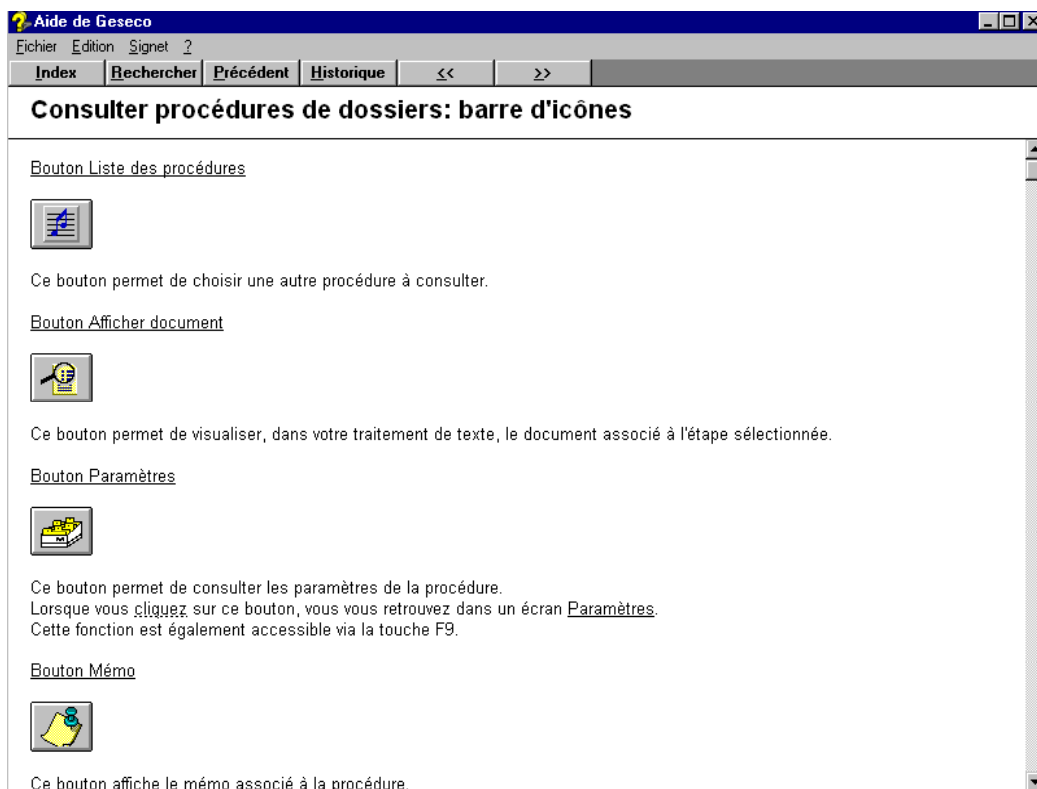 Aide de Geseco
Fichier Edition Signet ?
Index Rechercher Précédent Historique << >>
Consulter procédures de dossiers: barre d'icônes
Bouton Liste des procédures
Ce bouton permet de choisir une autre procédure à consulter.
Bouton Afficher document
Ce bouton permet de visualiser, dans votre traitement de texte, le document associé à l'étape sélectionnée.
Bouton Paramètres
M
Ce bouton permet de consulter les paramètres de la procédure.
Lorsque vous cliquez sur ce bouton, vous vous retrouvez dans un écran Paramètres.
Cette fonction est également accessible via la touche F9.
Bouton Mémo
Ce bouton affiche le mémo associé à la procédure.